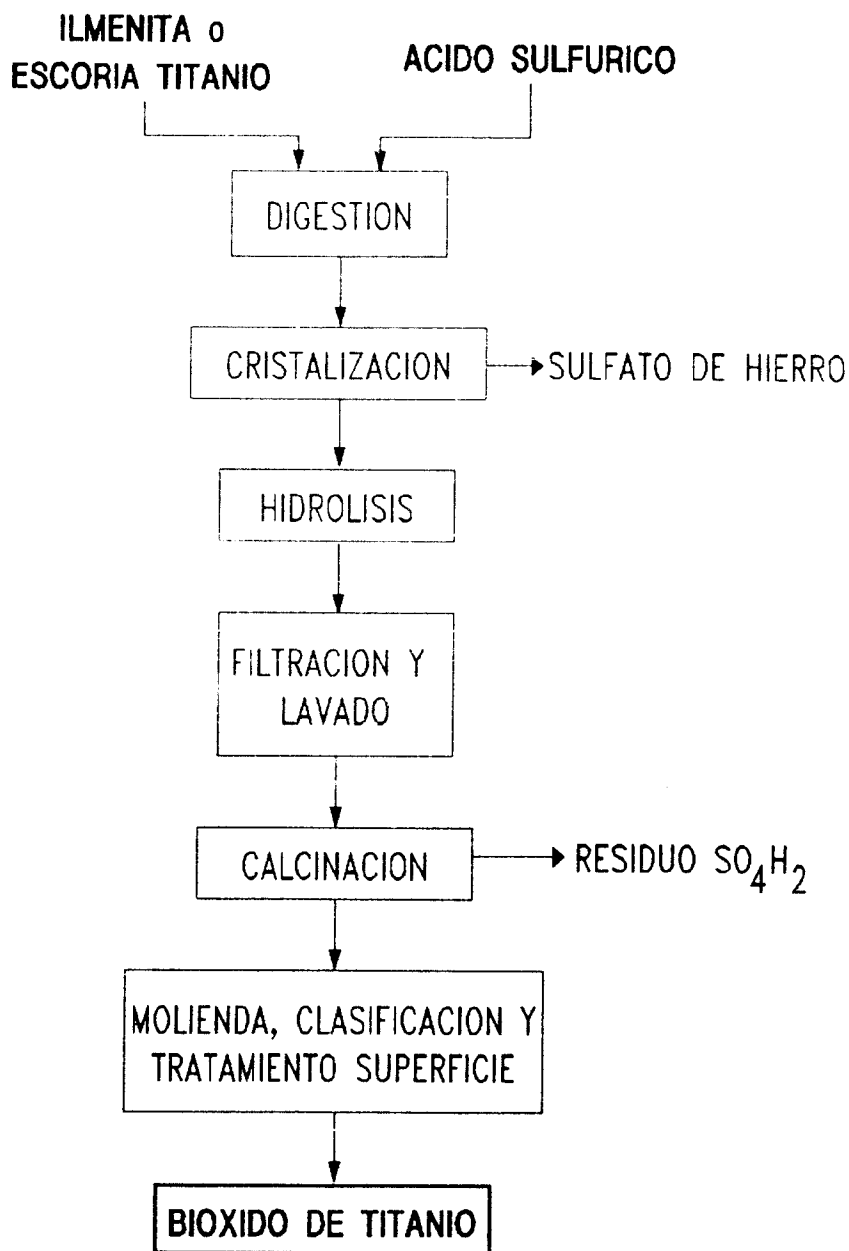 ILMENITA o
ESCORIA TITANIO
ACIDO SULFURICO
DIGESTION
CRISTALIZACION
SULFATO DE HIERRO
HIDROLISIS
FILTRACION Y
LAVADO
CALCINACION
RESIDUO SO₄H₂
MOLIENDA, CLASIFICACION Y
TRATAMIENTO SUPERFICIE
BIOXIDO DE TITANIO